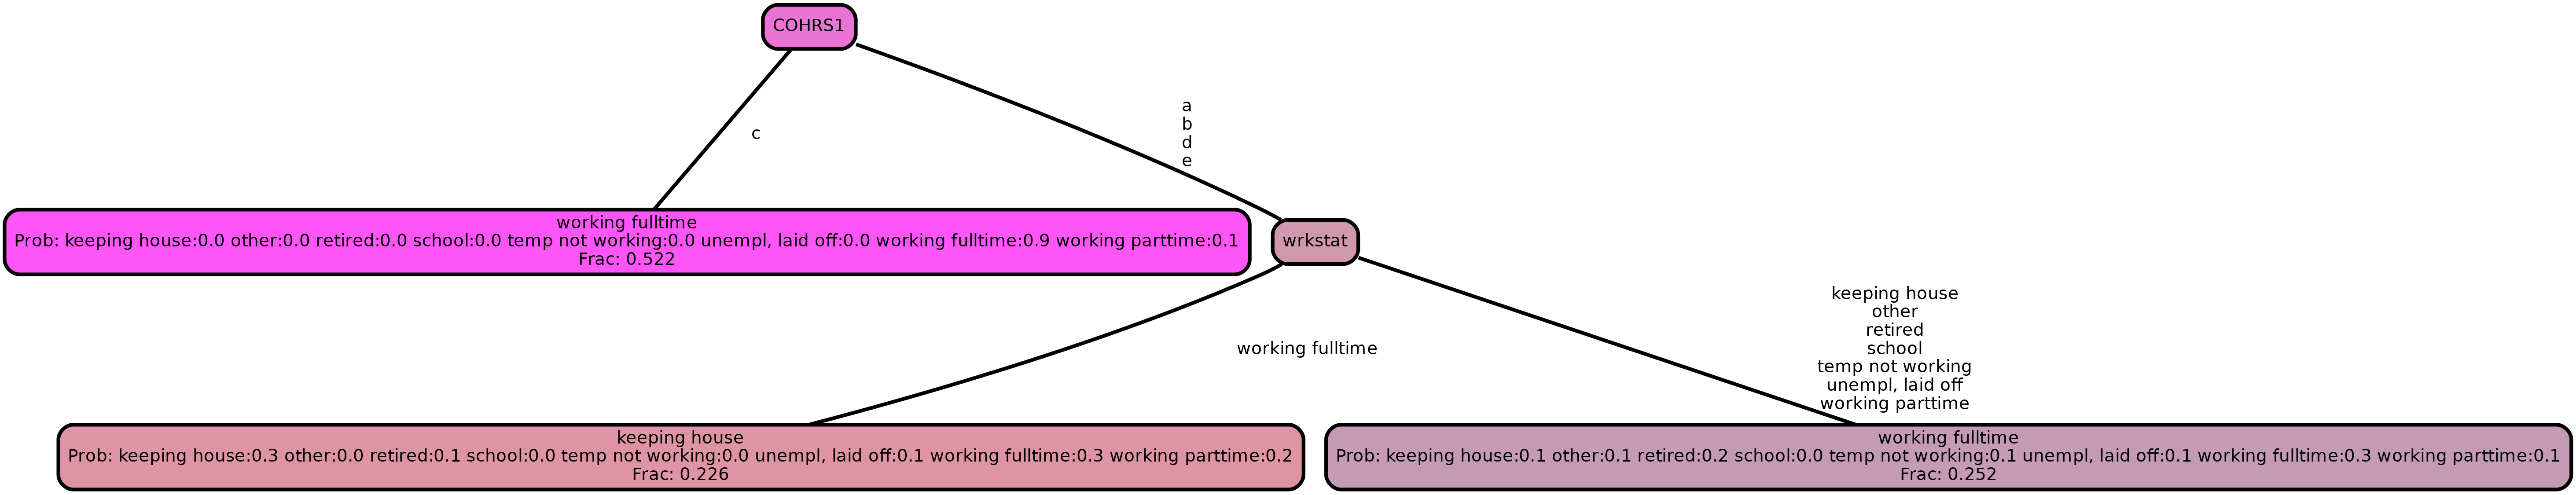 COHRS1
a
b
d
e
c
working fulltime
Prob: keeping house:0.0 other:0.0 retired:0.0 school:0.0 temp not working:0.0 unempl, laid off:0.0 working fulltime:0.9 working parttime:0.1
Frac: 0.522
wrkstat
working fulltime
keeping house
other
retired
school
temp not working
unempl, laid off
working parttime
keeping house
Prob: keeping house:0.3 other:0.0 retired:0.1 school:0.0 temp not working:0.0 unempl, laid off:0.1 working fulltime:0.3 working parttime:0.2
Frac: 0.226
working fulltime
Prob: keeping house:0.1 other:0.1 retired:0.2 school:0.0 temp not working:0.1 unempl, laid off:0.1 working fulltime:0.3 working parttime:0.1
Frac: 0.252